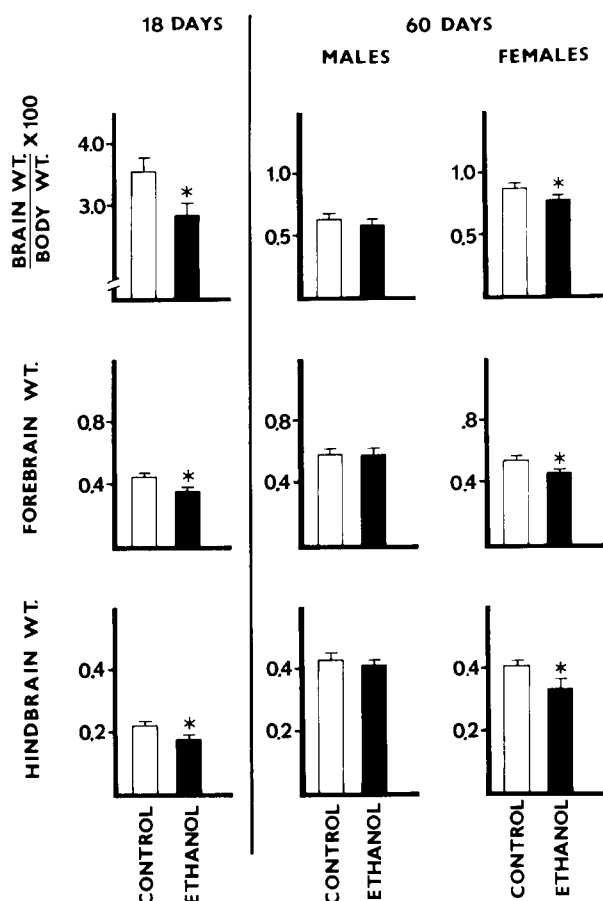 18 DAYS
60 DAYS
MALES
FEMALES
BRAIN WT.
BODY WT.
X100
4.0
3.0
*
1.0
0.5
1.0
0.5
*
FOREBRAIN WT.
0.8
0.4
*
0.8
0.4
.8
0.4
*
HINDBRAIN WT.
0.4
0.2
*
0.4
0.2
0.4
0.2
*
CONTROL
ETHANOL
CONTROL
ETHANOL
CONTROL
ETHANOL